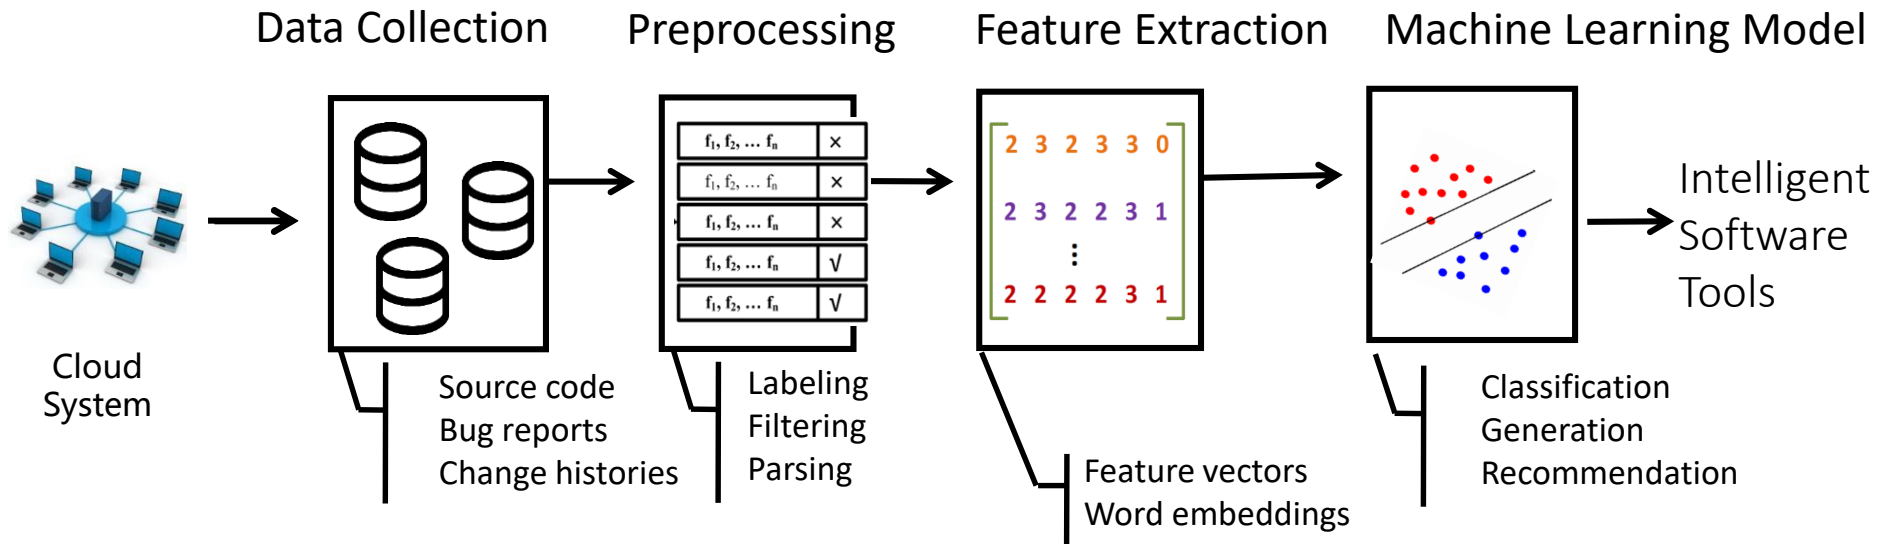 Data Collection
Preprocessing
Feature Extraction
Machine Learning Model
Cloud
System
f₁, f₂, … fₙ ×
f₁, f₂, … fₙ ×
f₁, f₂, … fₙ ×
f₁, f₂, … fₙ √
f₁, f₂, … fₙ √
2 3 2 3 3 0
2 3 2 2 3 1
⋮
2 2 2 2 3 1
Intelligent
Software
Tools
Source code
Bug reports
Change histories
Labeling
Filtering
Parsing
Feature vectors
Word embeddings
Classification
Generation
Recommendation